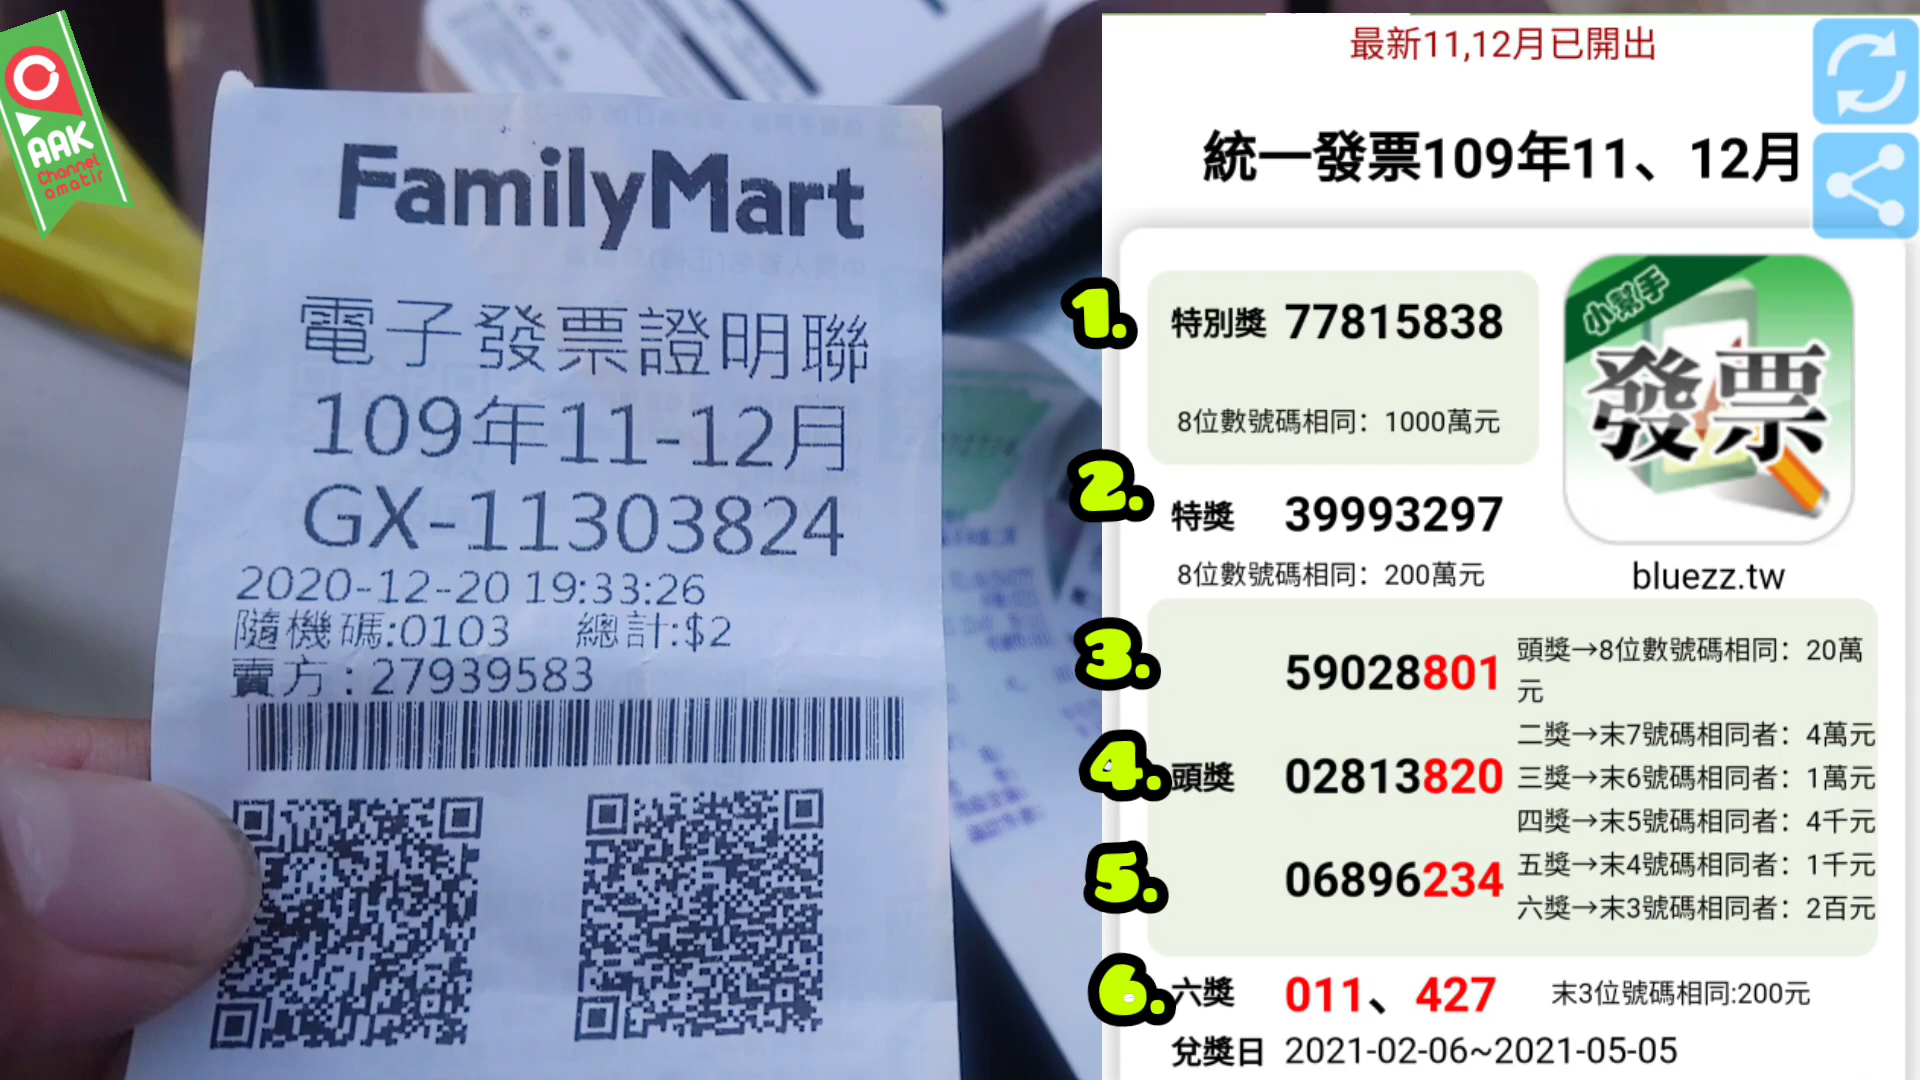 AAK
Channel
amatir
FamilyMart
電子發票證明聯
109年11-12月
GX-11303824
2020-12-20 19:33:26
隨機碼:0103 總計:$2
賣方:27939583
最新11,12月已開出
統一發票109年11、12月
1.
特別獎 77815838
8位數號碼相同：1000萬元
小幫手
發票
bluezz.tw
2.
特獎 39993297
8位數號碼相同：200萬元
3.
59028801
4.
頭獎 02813820
5.
06896234
頭獎→8位數號碼相同：20萬
元
二獎→末7號碼相同者：4萬元
三獎→末6號碼相同者：1萬元
四獎→末5號碼相同者：4千元
五獎→末4號碼相同者：1千元
六獎→末3號碼相同者：2百元
6.
六獎 011、427 末3位號碼相同:200元
兌獎日 2021-02-06~2021-05-05